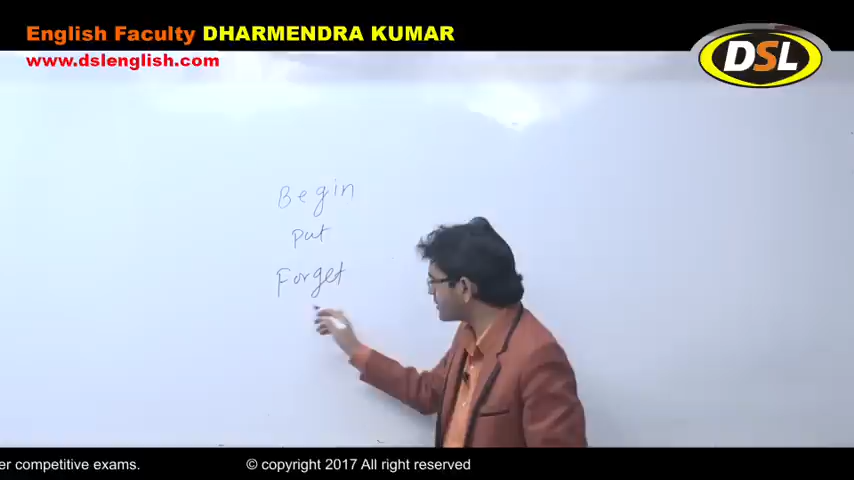 English Faculty DHARMENDRA KUMAR
www.dslenglish.com
DSL
Begin
Put
Forget
er competitive exams.
© copyright 2017 All right reserved